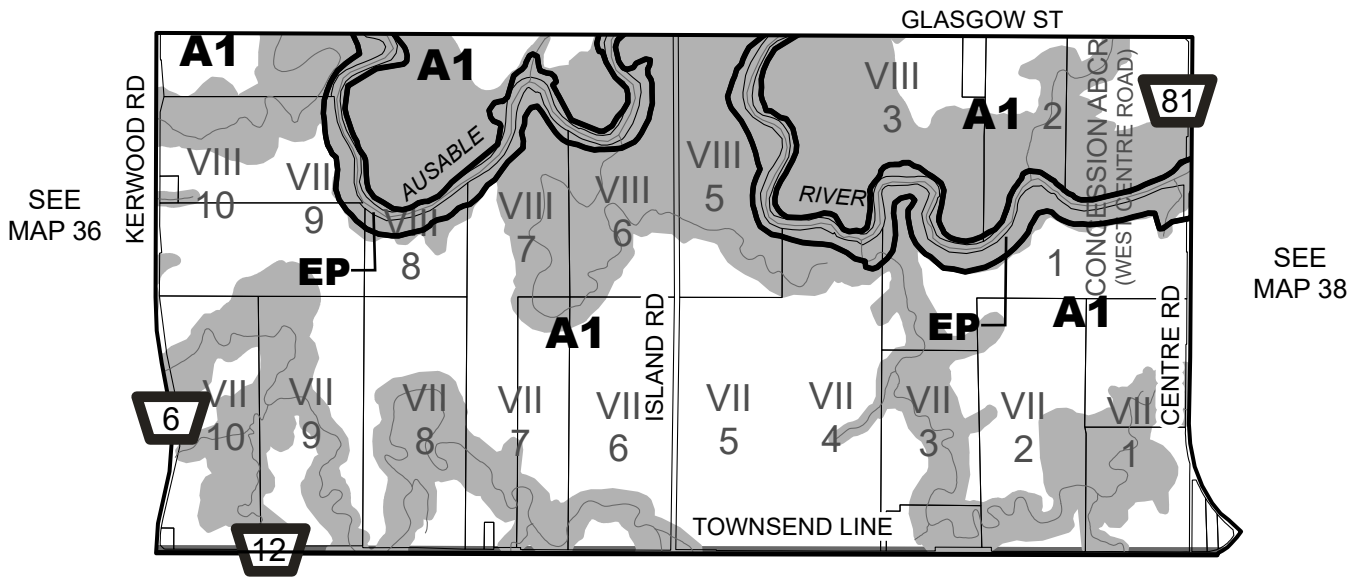 GLASGOW ST
A1
A1
VIII
3
A1
2
CONCESSION ABCR
(WEST CENTRE ROAD)
81
KERWOOD RD
SEE
MAP 36
VIII
10
VII
9
AUSABLE
VIII
8
VIII
7
VIII
6
VIII
5
RIVER
1
EP
EP
A1
A1
ISLAND RD
CENTRE RD
SEE
MAP 38
6
VII
10
VII
9
VII
8
VII
7
VII
6
VII
5
VII
4
VII
3
VII
2
VII
1
TOWNSEND LINE
12